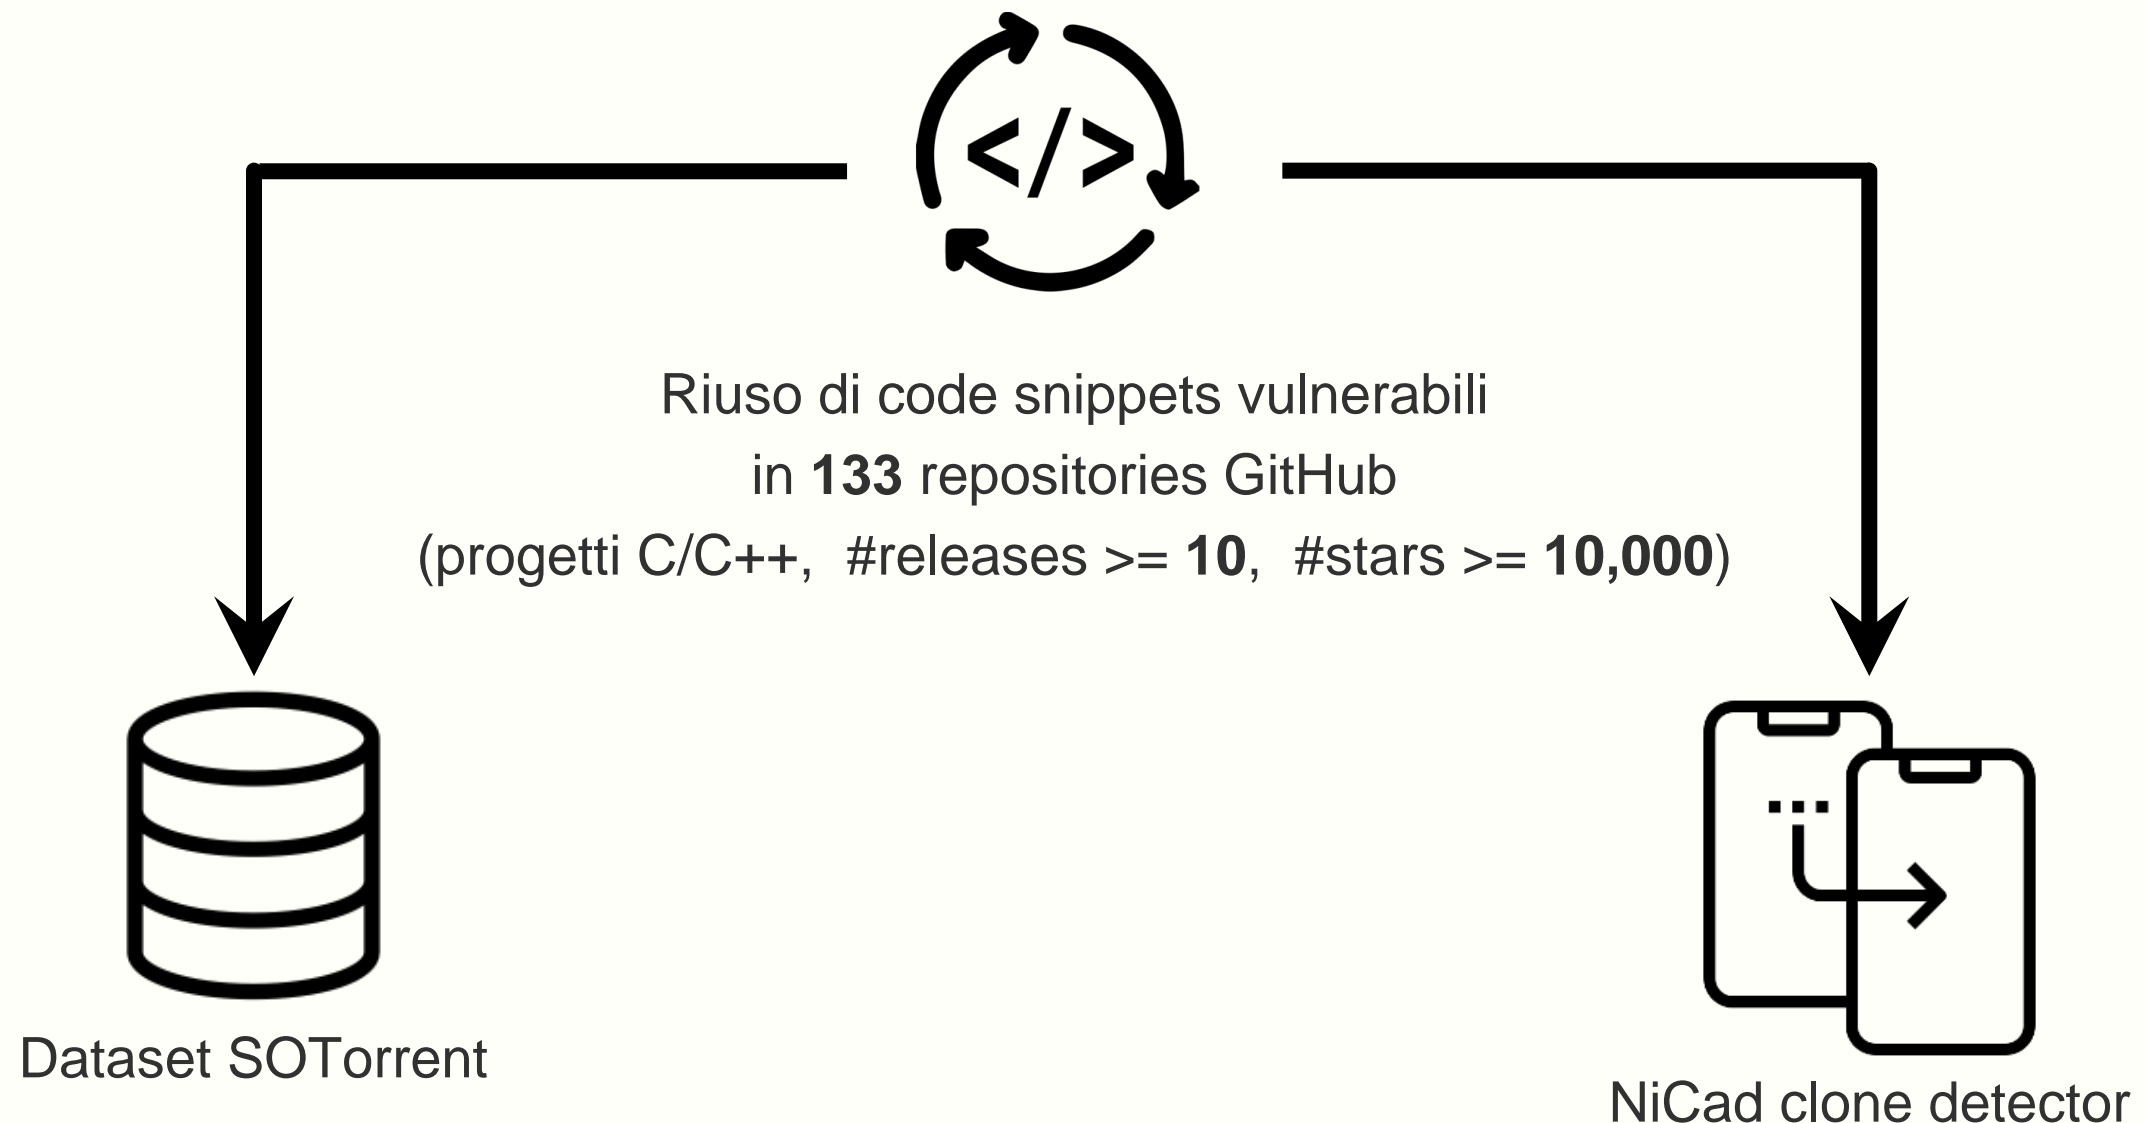 </>
Riuso di code snippets vulnerabili
in 133 repositories GitHub
(progetti C/C++, #releases >= 10, #stars >= 10,000)
Dataset SOTorrent
NiCad clone detector